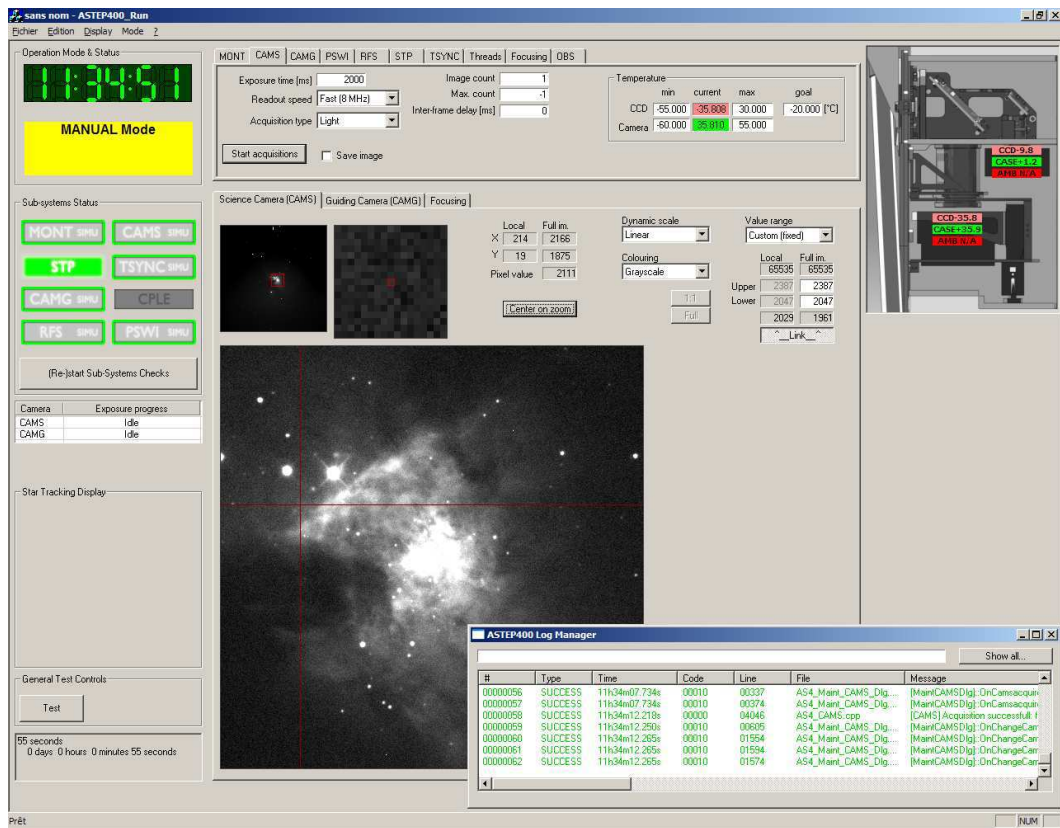 sans nom - ASTEP400_Run
Fichier Edition Display Mode ?
Operation Mode & Status
11:34:51
MANUAL Mode
Sub-systems Status
MONT SIMU CAMS SIMU
STP TSYNC SIMU
CAMG SIMU CPLE
RFS SIMU PSWI SIMU
(Re-)start Sub-Systems Checks
Camera Exposure progress
CAMS Idle
CAMG Idle
Star Tracking Display
General Test Controls
Test
55 seconds
0 days 0 hours 0 minutes 55 seconds
Prêt
NUM
MONT CAMS CAMG PSWI RFS STP TSYNC Threads Focusing OBS
Exposure time [ms] 2000
Readout speed Fast (8 MHz)
Acquisition type Light
Image count 1
Max. count -1
Inter-frame delay [ms] 0
Start acquisitions Save image
Temperature
min current max goal
CCD -55.000 -35.808 30.000 -20.000 [°C]
Camera -60.000 35.810 55.000
Science Camera (CAMS) Guiding Camera (CAMG) Focusing
Local Full im.
X 214 2166
Y 19 1875
Pixel value 2111
Center on zoom
Dynamic scale
Linear
Colouring
Grayscale
1:1
Full
Value range
Custom (fixed)
Local Full im.
65535 65535
Upper 2387 2387
Lower 2047 2047
2029 1961
^__Link__^
CCD-9.8
CASE+1.2
AMB N/A
CCD-35.8
CASE+35.9
AMB N/A
ASTEP400 Log Manager
Show all...
# Type Time Code Line File Message
00000056 SUCCESS 11h34m07.734s 00010 00337 AS4_Maint_CAMS_Dlg.... [MaintCAMSDlg]::OnCamsacquire
00000057 SUCCESS 11h34m07.734s 00010 00374 AS4_Maint_CAMS_Dlg.... [MaintCAMSDlg]::OnCamsacquire
00000058 SUCCESS 11h34m12.218s 00000 04046 AS4_CAMS.cpp [CAMS] Acquisition successfull:
00000059 SUCCESS 11h34m12.250s 00010 00605 AS4_Maint_CAMS_Dlg.... [MaintCAMSDlg]::OnChangeCam
00000060 SUCCESS 11h34m12.265s 00010 01554 AS4_Maint_CAMS_Dlg.... [MaintCAMSDlg]::OnChangeCam
00000061 SUCCESS 11h34m12.265s 00010 01594 AS4_Maint_CAMS_Dlg.... [MaintCAMSDlg]::OnChangeCam
00000062 SUCCESS 11h34m12.265s 00010 01574 AS4_Maint_CAMS_Dlg.... [MaintCAMSDlg]::OnChangeCam